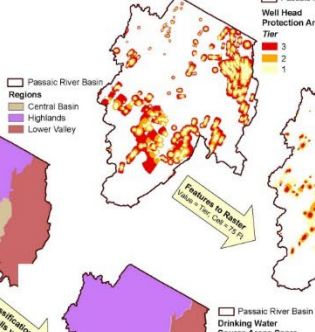 Well Head
Protection Ar
Tier
3
2
1
Passaic River Basin
Regions
Central Basin
Highlands
Lower Valley
Features to Raster
Value = Tier, Cell = 75 Ft
Passaic River Basin
Drinking Water